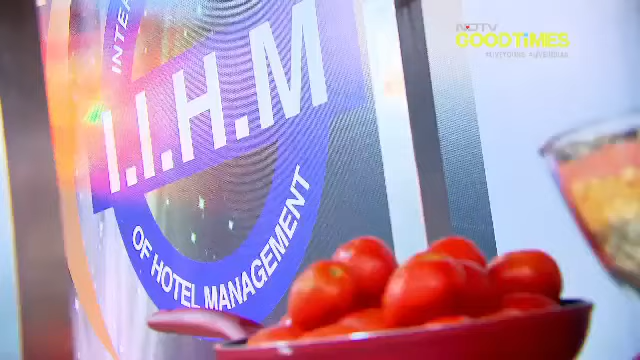 NDTV
GOODTiMES
INTER
I.I.H.M
OF HOTEL MANAGEMENT